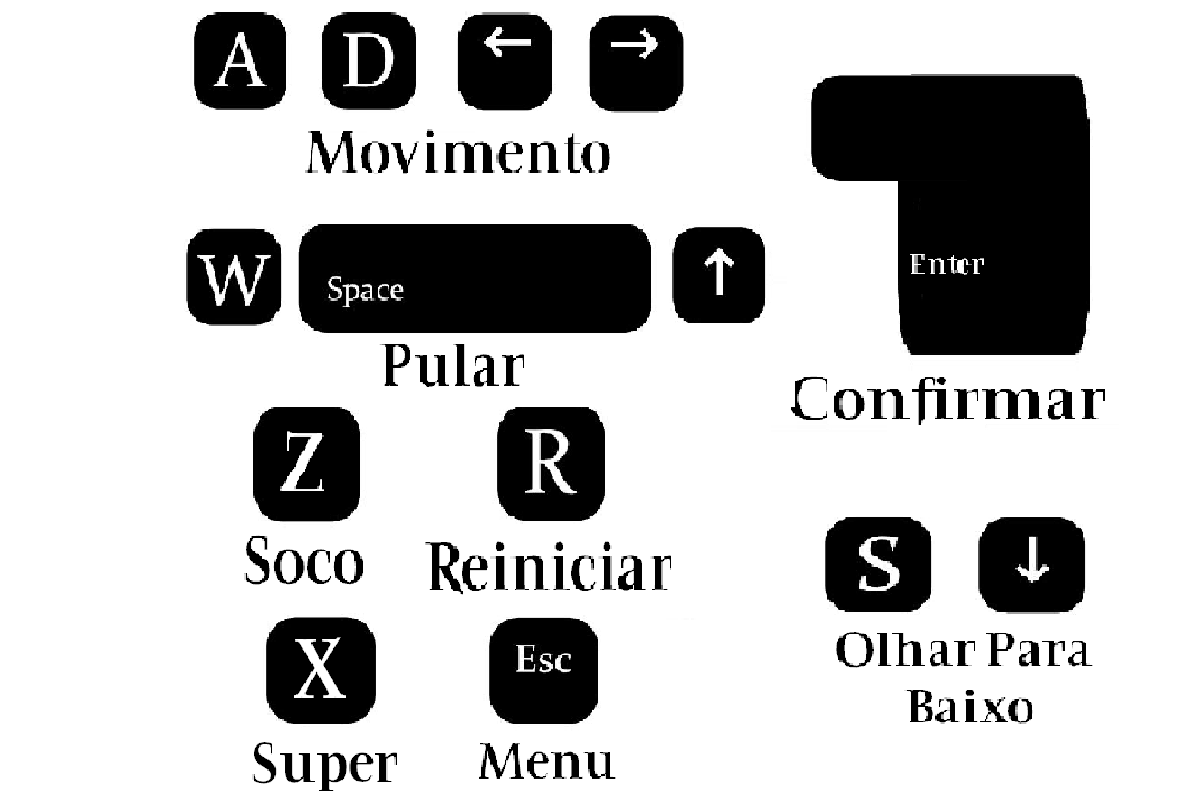 A D ← →
Movimento
W Space ↑
Pular
Enter
Confirmar
Z R
Soco Reiniciar
S ↓
Olhar Para
Baixo
X Esc
Super Menu